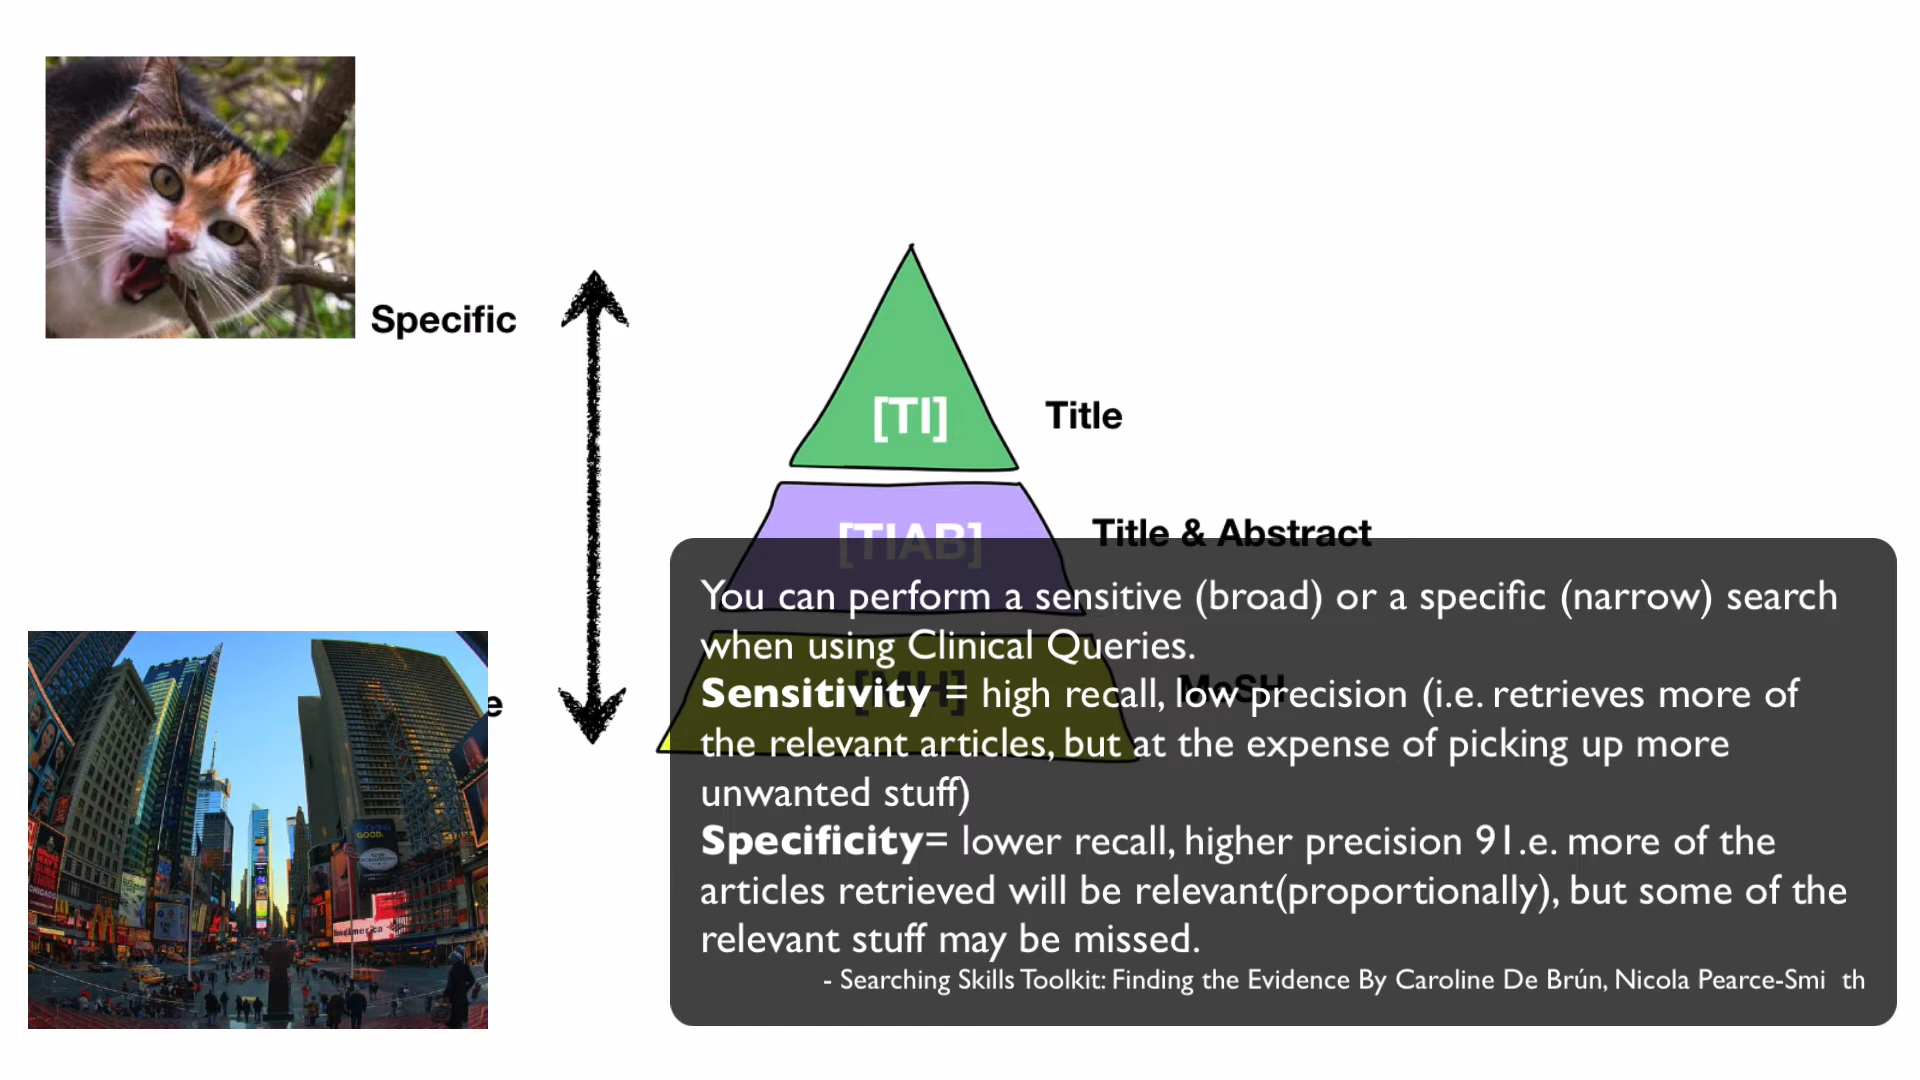 Specific
[TI]
Title
[TIAB]
Title & Abstract
You can perform a sensitive (broad) or a specific (narrow) search
when using Clinical Queries.
[MH]
MeSH
Sensitivity = high recall, low precision (i.e. retrieves more of
e
the relevant articles, but at the expense of picking up more
unwanted stuff)
Specificity= lower recall, higher precision 91.e. more of the
articles retrieved will be relevant(proportionally), but some of the
relevant stuff may be missed.
- Searching Skills Toolkit: Finding the Evidence By Caroline De Brún, Nicola Pearce-Smi th
GOOD.